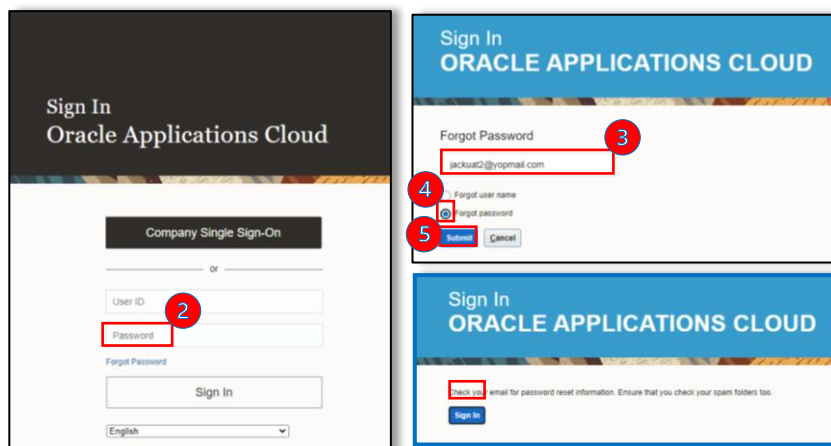 Sign In
Oracle Applications Cloud
Company Single Sign-On
or
User ID
2
Password
Forgot Password
Sign In
English
Sign In
ORACLE APPLICATIONS CLOUD
Forgot Password
3
jackuat2@yopmail.com
4
Forgot user name
Forgot password
5
Submit Cancel
Sign In
ORACLE APPLICATIONS CLOUD
Check your email for password reset information. Ensure that you check your spam folders too.
Sign In